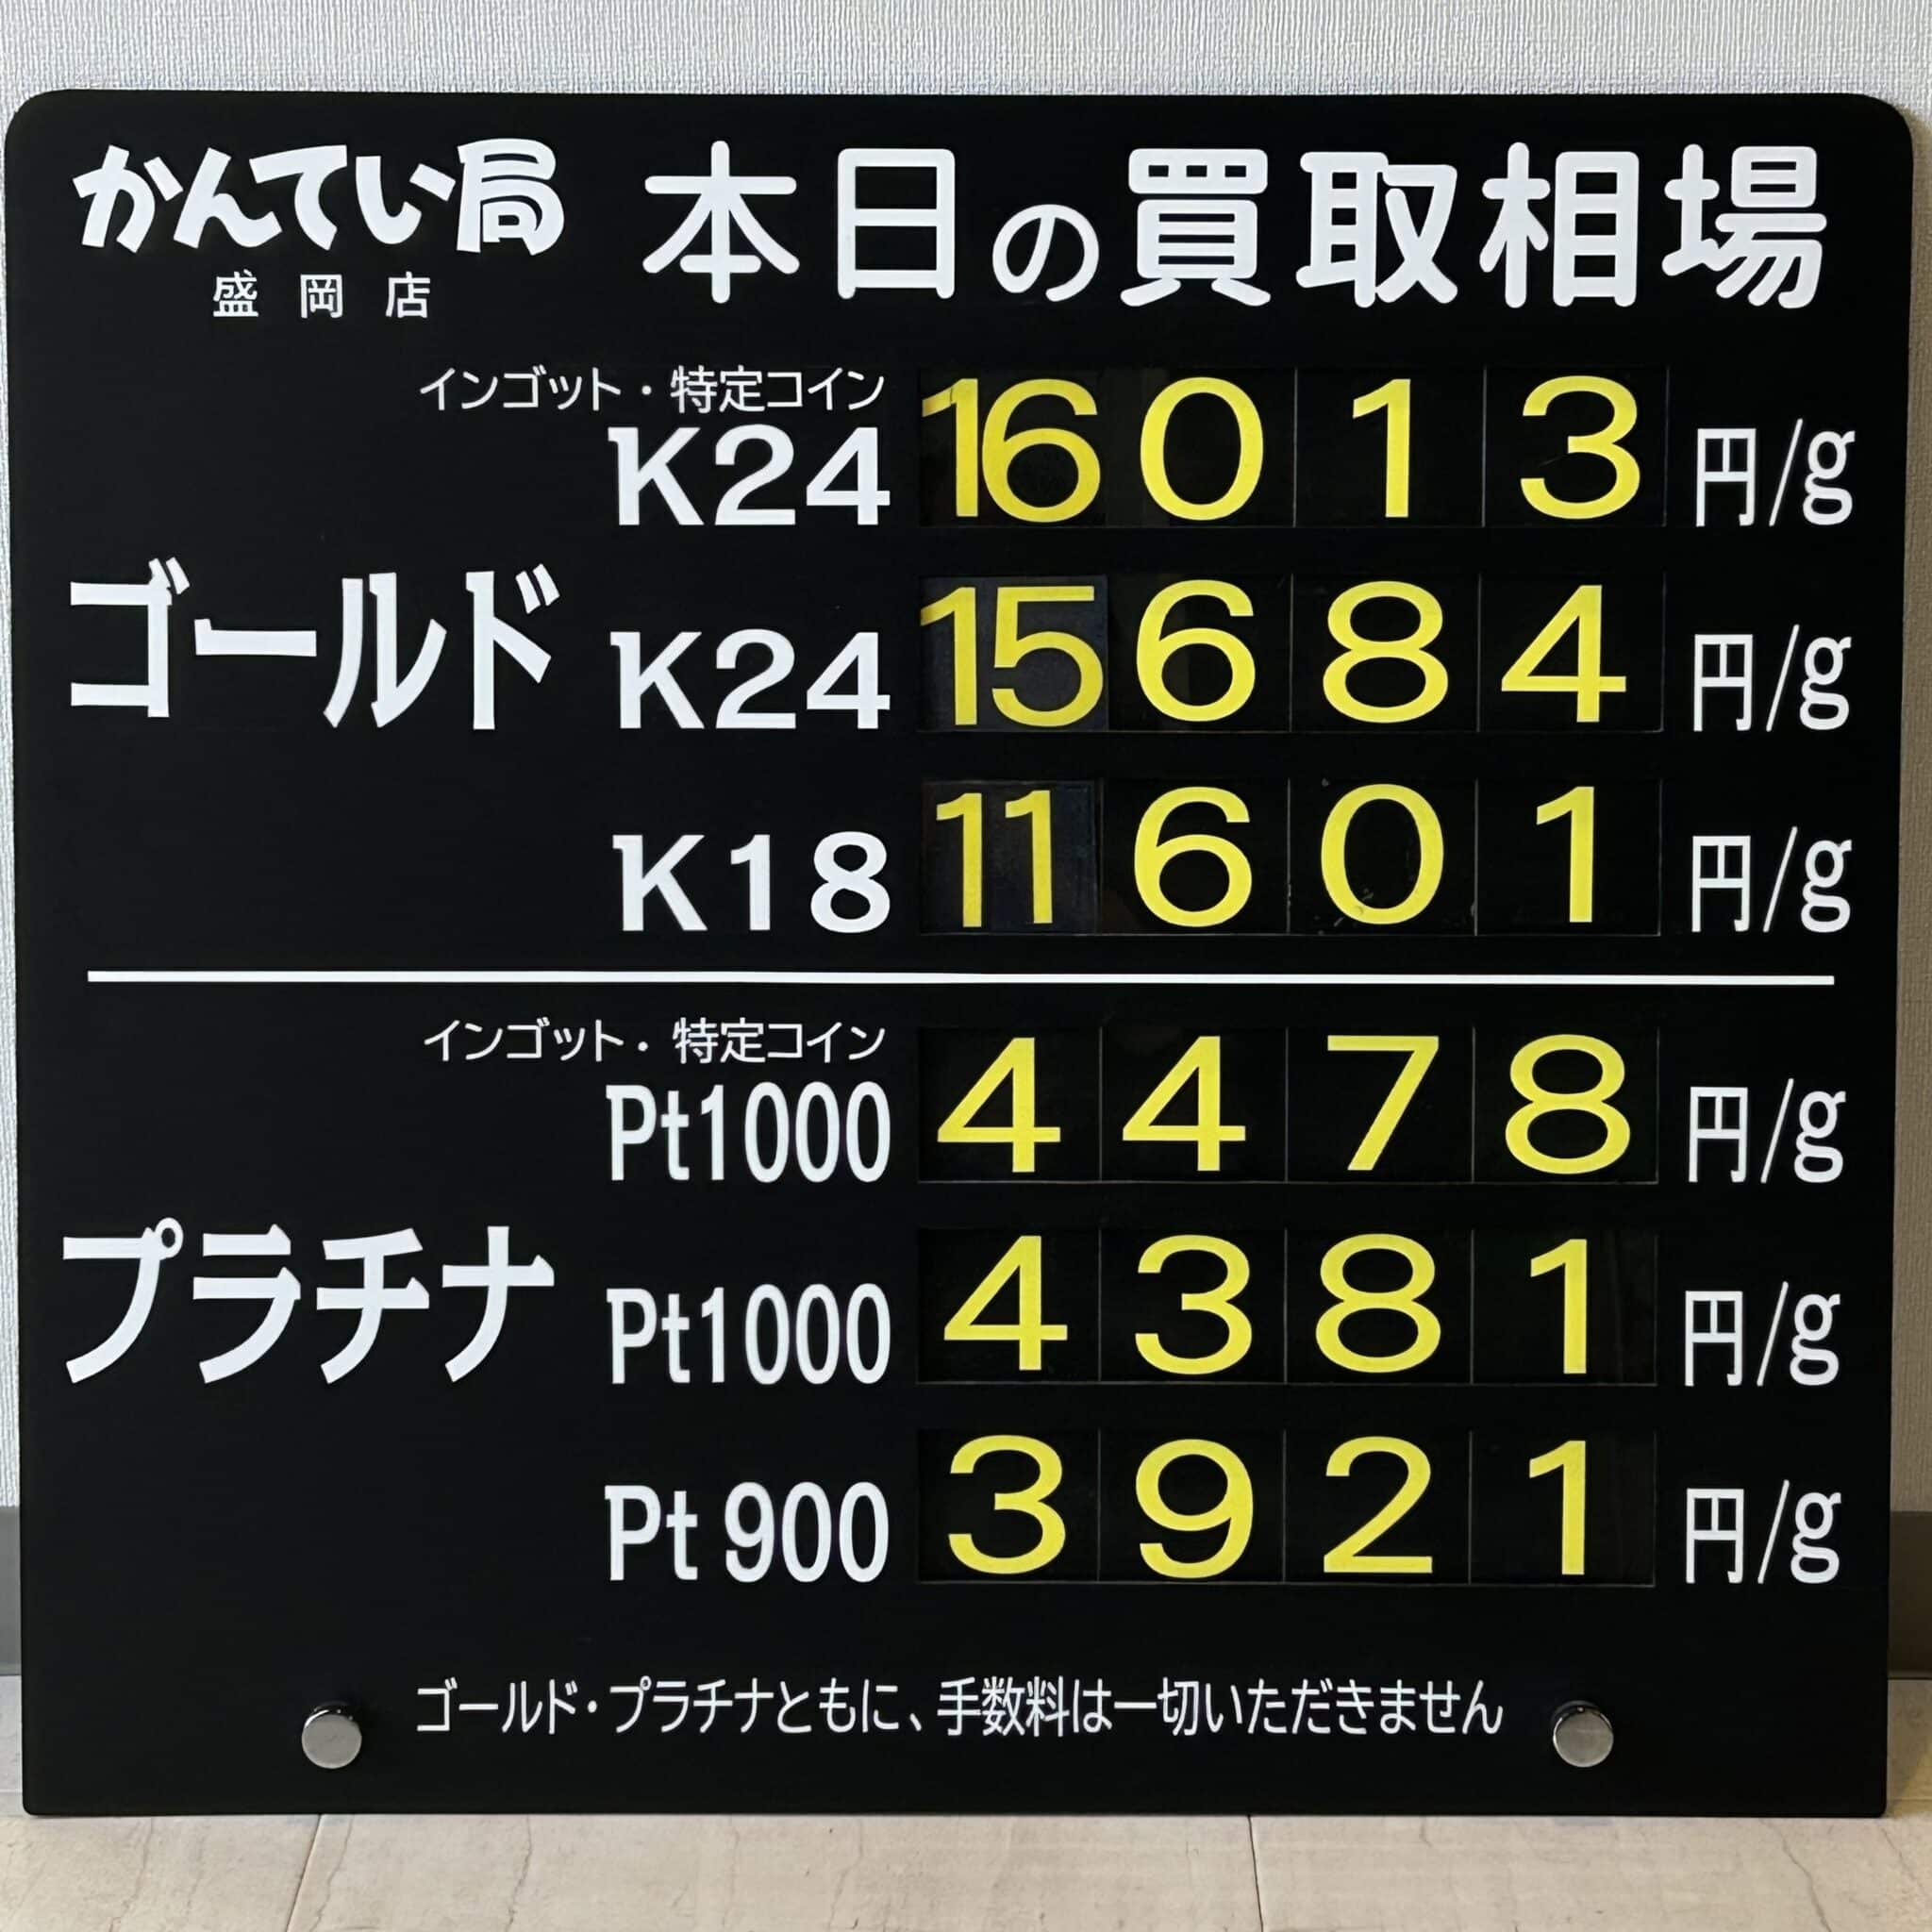 かんてい局 本日の買取相場
盛岡店
インゴット・特定コイン
K24 16013 円/g
ゴールド K24 15684 円/g
K18 11601 円/g
インゴット・特定コイン
Pt1000 4478 円/g
プラチナ Pt1000 4381 円/g
Pt900 3921 円/g
ゴールド・プラチナともに、手数料は一切いただきません